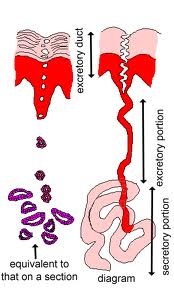 excretory duct
excretory portion
secretory portion
equivalent to
that on a section
diagram